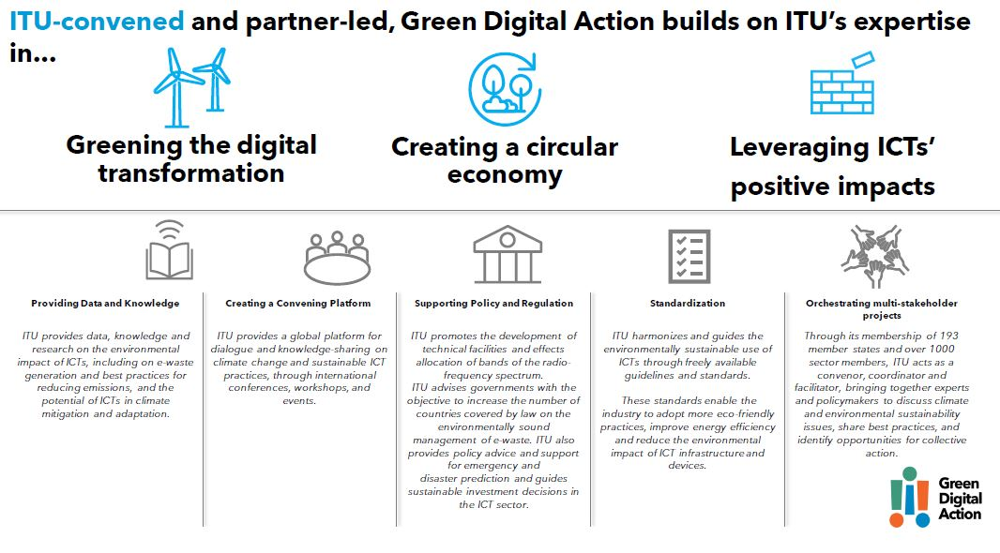 ITU-convened and partner-led, Green Digital Action builds on ITU's expertise
in...
Greening the digital
transformation
Creating a circular
economy
Leveraging ICTs'
positive impacts
Providing Data and Knowledge
ITU provides data, knowledge and
research on the environmental
impact of ICTs, including on e-waste
generation and best practices for
reducing emissions, and the
potential of ICTs in climate
mitigation and adaptation.
Creating a Convening Platform
ITU provides a global platform for
dialogue and knowledge-sharing on
climate change and sustainable ICT
practices, through international
conferences, workshops, and
events.
Supporting Policy and Regulation
ITU promotes the development of
technical facilities and effects
allocation of bands of the radio-
frequency spectrum.
ITU advises governments with the
objective to increase the number of
countries covered by law on the
environmentally sound
management of e-waste. ITU also
provides policy advice and support
for emergency and
disaster prediction and guides
sustainable investment decisions in
the ICT sector.
Standardization
ITU harmonizes and guides the
environmentally sustainable use of
ICTs through freely available
guidelines and standards.
These standards enable the
industry to adopt more eco-friendly
practices, improve energy efficiency
and reduce the environmental
impact of ICT infrastructure and
devices.
Orchestrating multi-stakeholder
projects
Through its membership of 193
member states and over 1000
sector members, ITU acts as a
convenor, coordinator and
facilitator, bringing together experts
and policymakers to discuss climate
and environmental sustainability
issues, share best practices, and
identify opportunities for collective
action.
Green
Digital
Action